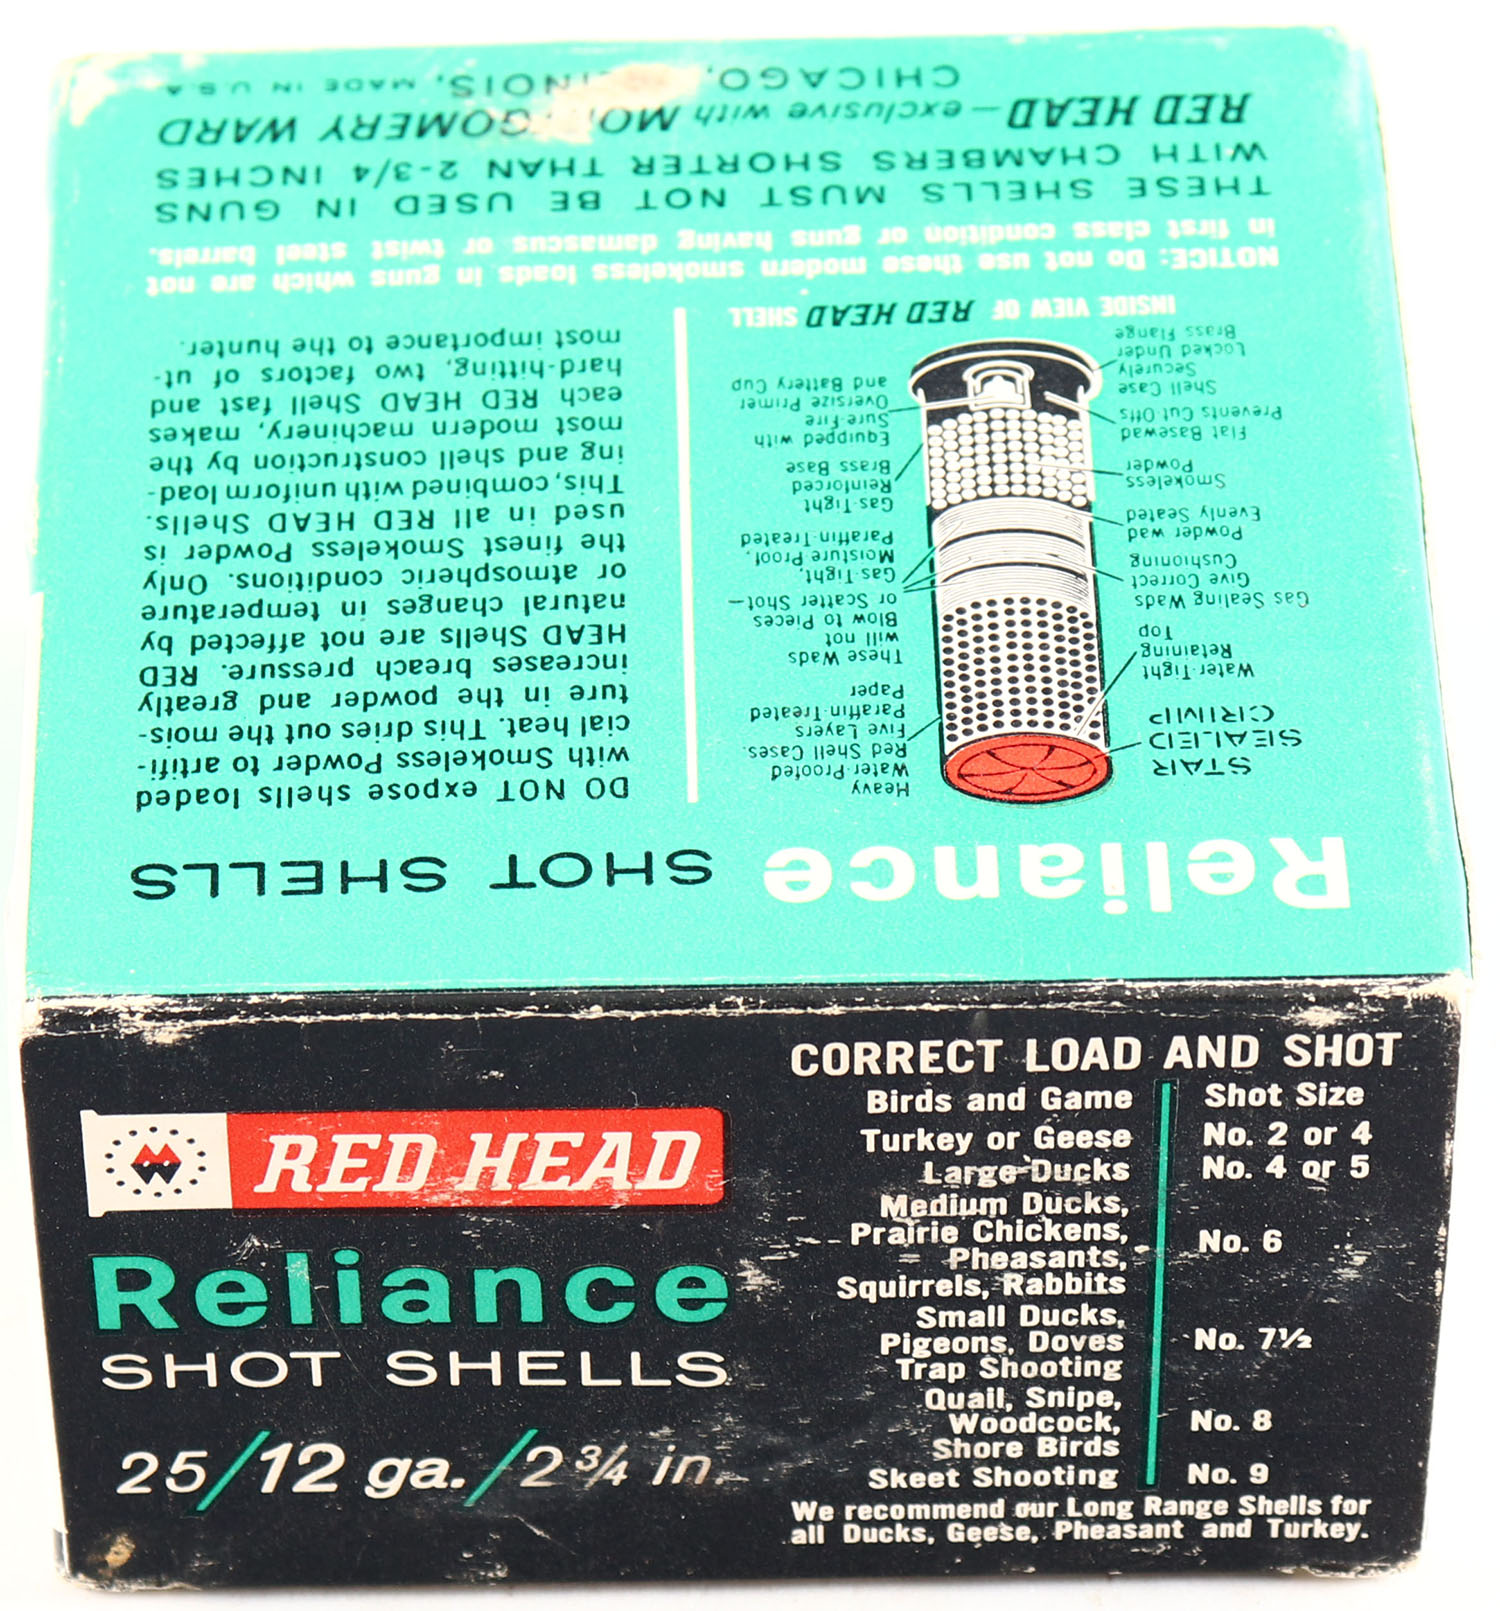 Reliance SHOT SHELLS
DO NOT expose shells loaded
with Smokeless Powder to artifi-
cial heat. This dries out the mois-
ture in the powder and greatly
increases breach pressure. RED
HEAD Shells are not affected by
natural changes in temperature
or atmospheric conditions. Only
the finest Smokeless Powder is
used in all RED HEAD Shells.
This, combined with uniform load-
ing and shell construction by the
most modern machinery, makes
each RED HEAD Shell fast and
hard-hitting, two factors of ut-
most importance to the hunter.
STAR
SEALED
CRIMP
Water-Tight
Retaining
Top
Gas Sealing Wads
Give Correct
Cushioning
Powder wad
Evenly Seated
Smokeless
Powder
Flat Basewad
Prevents Cut-Offs
Shell Case
Securely
Locked Under
Brass Flange
Heavy
Water-Proofed
Red Shell Cases.
Five Layers
Paraffin-Treated
Paper
These Wads
will not
Blow to Pieces
or Scatter Shot—
Gas-Tight,
Moisture Proof,
Paraffin-Treated
Gas-Tight
Reinforced
Brass Base
Equipped with
Sure-Fire
Oversize Primer
and Battery Cup
INSIDE VIEW OF RED HEAD SHELL
NOTICE: Do not use these modern smokeless loads in guns which are not
in first class condition or guns having damascus or twist steel barrels.
THESE SHELLS MUST NOT BE USED IN GUNS
WITH CHAMBERS SHORTER THAN 2-3/4 INCHES
RED HEAD—exclusive with MO GOMERY WARD
CHICAGO, INOIS, MADE IN U.S.A
RED HEAD
Reliance
SHOT SHELLS
25/12 ga./2 3/4 in.
CORRECT LOAD AND SHOT
Birds and Game Shot Size
Turkey or Geese No. 2 or 4
Large Ducks No. 4 or 5
Medium Ducks,
Prairie Chickens, No. 6
Pheasants,
Squirrels, Rabbits
Small Ducks,
Pigeons, Doves No. 7½
Trap Shooting
Quail, Snipe,
Woodcock, No. 8
Shore Birds
Skeet Shooting No. 9
We recommend our Long Range Shells for
all Ducks, Geese, Pheasant and Turkey.